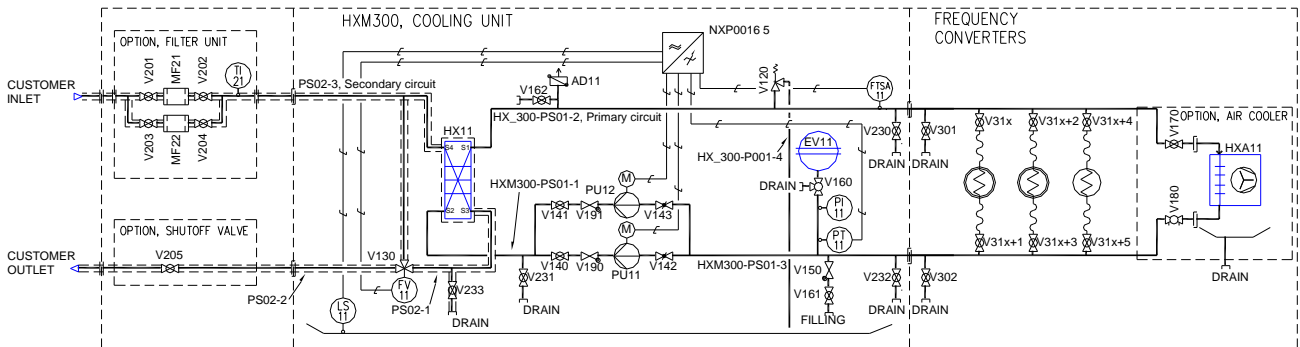 HXM300, COOLING UNIT
NXP0016 5
FREQUENCY
CONVERTERS
OPTION, FILTER UNIT
V201
MF21
V202
TI
21
CUSTOMER
INLET
PS02-3, Secondary circuit
V203
MF22
V204
V162
AD11
V120
FTSA
11
HX_300-PS01-2, Primary circuit
HX11
S4
S1
S2
S3
HX_300-P001-4
EV11
V230
DRAIN
V301
DRAIN
V31x
V31x+2
V31x+4
OPTION, AIR COOLER
V170
HXA11
V180
DRAIN
HXM300-PS01-1
M
PU12
V141
V191
V143
DRAIN
V160
PI
11
PT
11
V31x+1
V31x+3
V31x+5
OPTION, SHUTOFF VALVE
V205
CUSTOMER
OUTLET
PS02-2
V130
FV
11
PS02-1
LS
11
V233
DRAIN
V231
DRAIN
M
V140
V190
PU11
V142
HXM300-PS01-3
V150
V161
FILLING
V232
DRAIN
V302
DRAIN